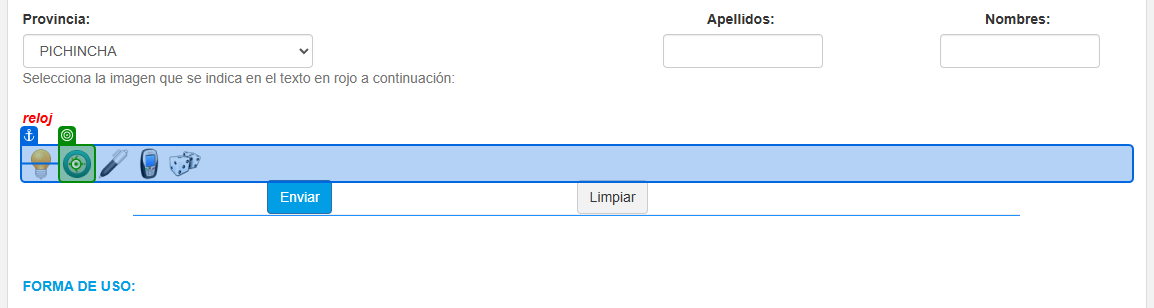 Provincia: Apellidos: Nombres:
PICHINCHA
Selecciona la imagen que se indica en el texto en rojo a continuación:
reloj
Enviar Limpiar
FORMA DE USO: